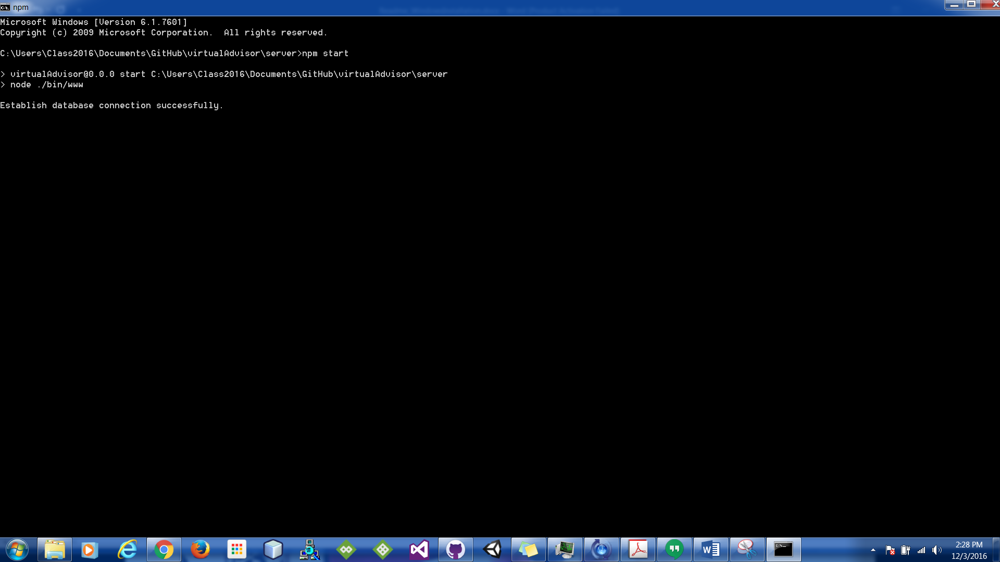 npm
Microsoft Windows [Version 6.1.7601]
Copyright (c) 2009 Microsoft Corporation.  All rights reserved.
C:\Users\Class2016\Documents\GitHub\virtualAdvisor\server>npm start
> virtualAdvisor@0.0.0 start C:\Users\Class2016\Documents\GitHub\virtualAdvisor\server
> node ./bin/www
Establish database connection successfully.
2:28 PM
12/3/2016